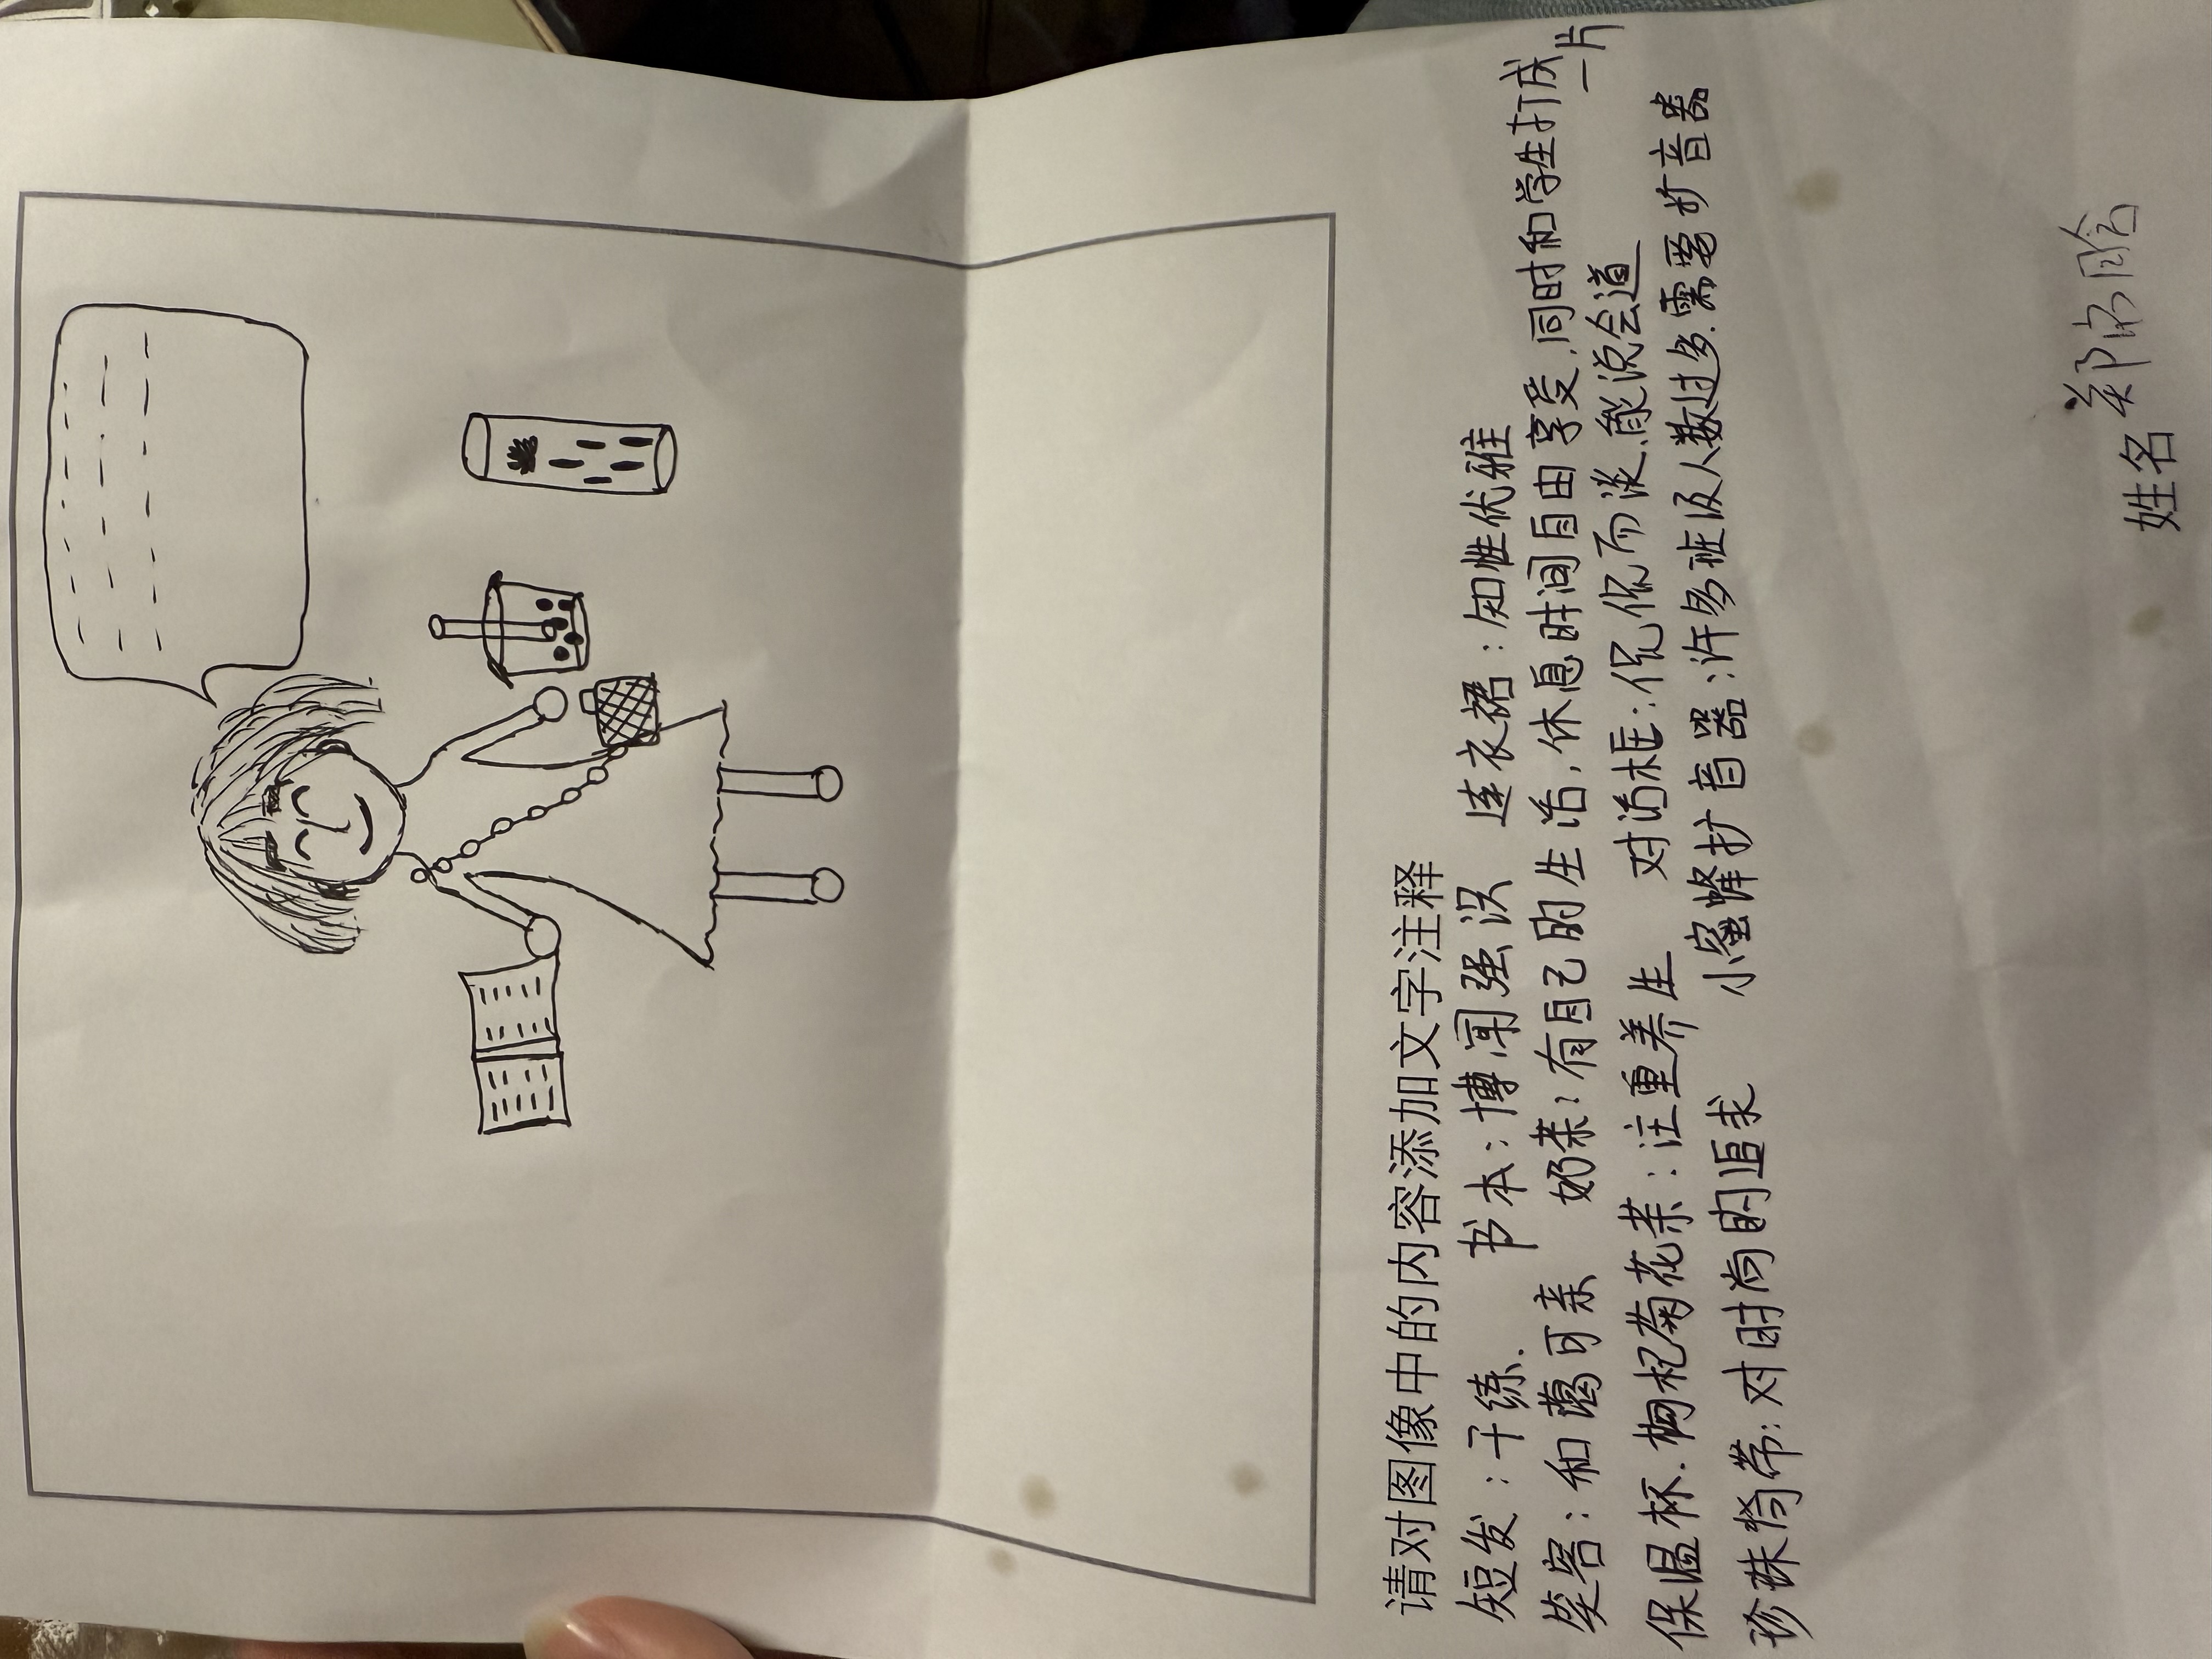 请对图像中的内容添加文字注释
短发：干练. 书本：博闻强识 连衣裙：知性优雅
笑容：和蔼可亲 奶茶：有自己的生活，休息时间自由享受，同时和学生打成一片
保温杯.枸杞菊花茶：注重养生 对话框：侃侃而谈、能说会道
珍珠背带：对时尚的追求 小蜜蜂扩音器：许多班级人数过多.需要扩音器
姓名 郑